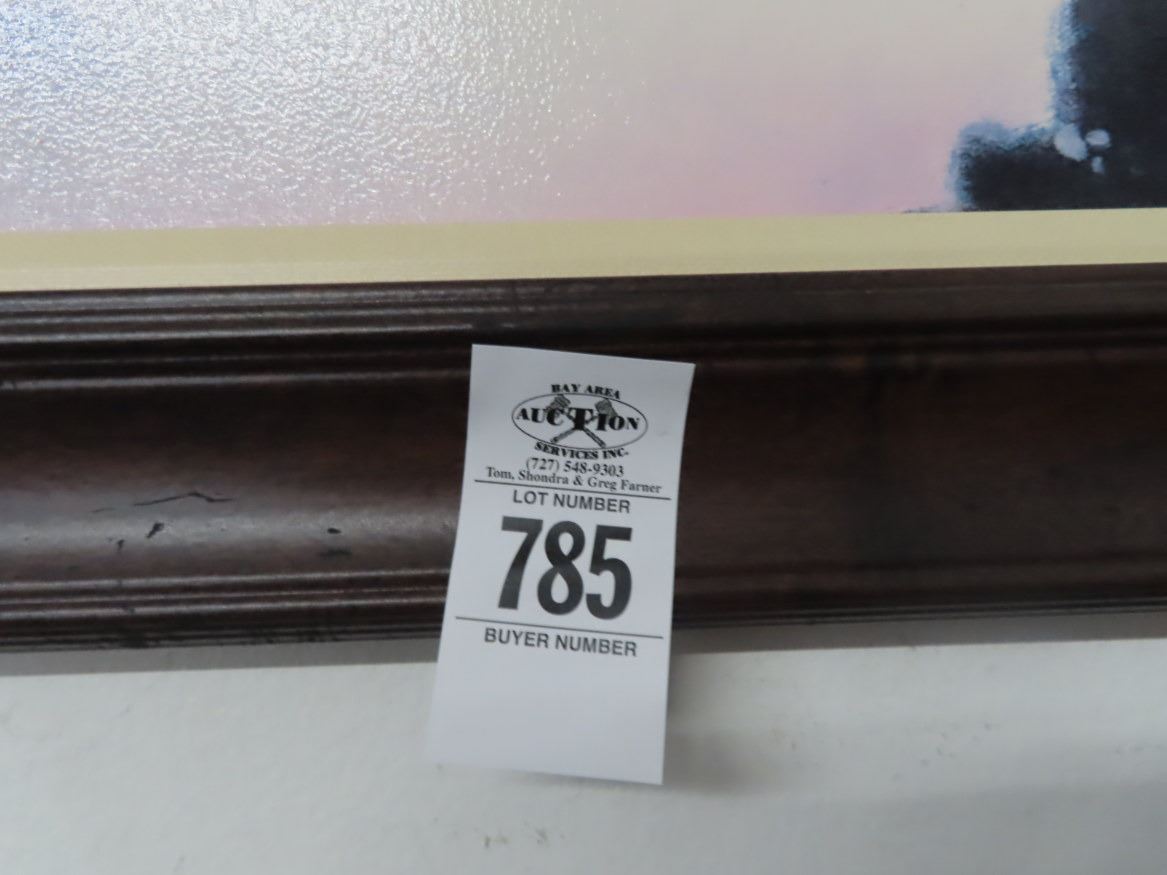 BAY AREA
AUCTION
SERVICES INC.
(727) 548-9303
Tom, Shondra & Greg Farner
LOT NUMBER
785
BUYER NUMBER